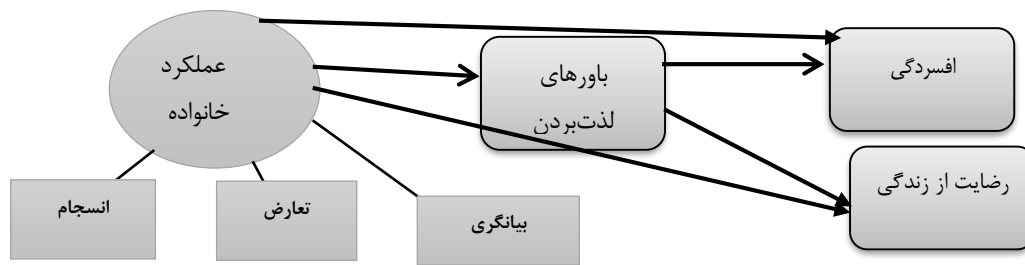 عملکرد
خانواده
باورهای
لذت‌بردن
افسردگی
رضایت از زندگی
انسجام
تعارض
بیانگری